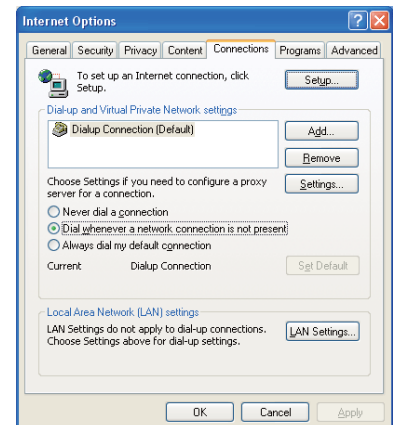 Internet Options
General Security Privacy Content Connections Programs Advanced
To set up an Internet connection, click
Setup.
Setup...
Dial-up and Virtual Private Network settings
Dialup Connection (Default)
Add...
Remove
Choose Settings if you need to configure a proxy
server for a connection.
Settings...
Never dial a connection
Dial whenever a network connection is not present
Always dial my default connection
Current Dialup Connection
Set Default
Local Area Network (LAN) settings
LAN Settings do not apply to dial-up connections.
Choose Settings above for dial-up settings.
LAN Settings...
OK Cancel Apply